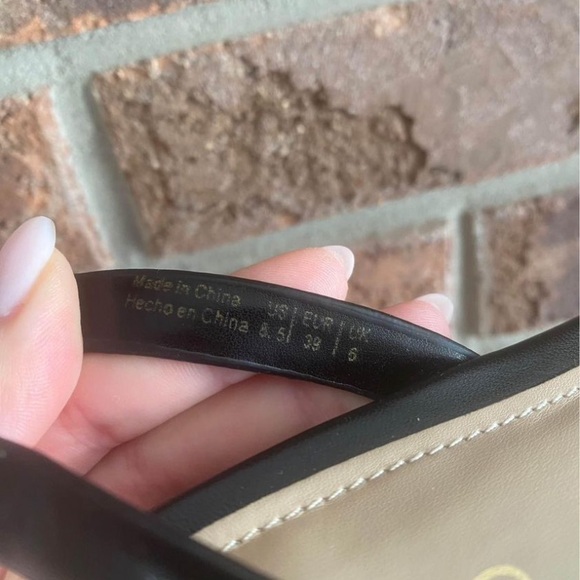 Made in China US | EUR | UK
Hecho en China 8.5 | 39 | 6